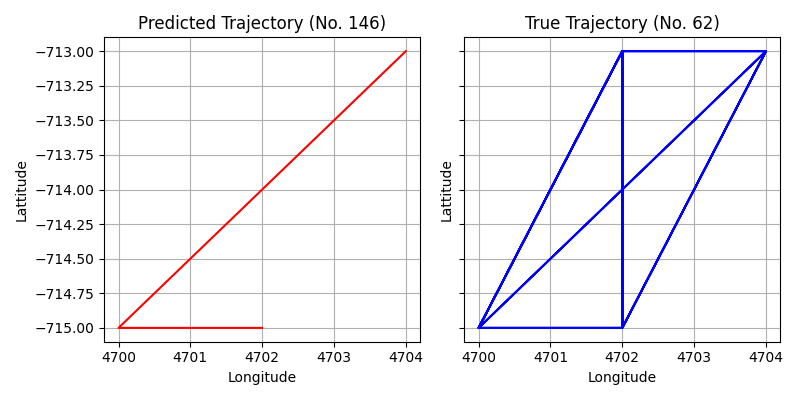 Predicted Trajectory (No. 146)
True Trajectory (No. 62)
−713.00
−713.25
−713.50
−713.75
−714.00
−714.25
−714.50
−714.75
−715.00
Lattitude
Lattitude
4700 4701 4702 4703 4704
4700 4701 4702 4703 4704
Longitude
Longitude